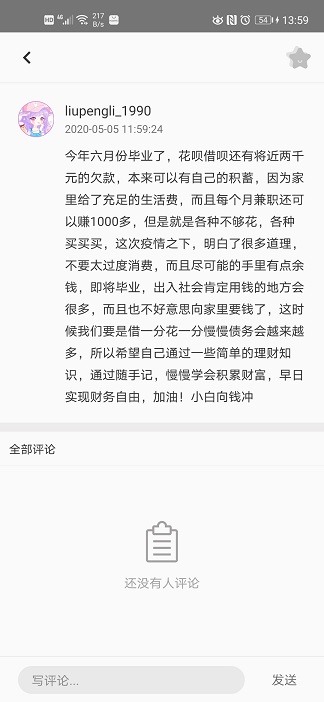 HD 4G 217 B/s 54 13:59
liupengli_1990
2020-05-05 11:59:24
今年六月份毕业了，花呗借呗还有将近两千
元的欠款，本来可以有自己的积蓄，因为家
里给了充足的生活费，而且每个月兼职还可
以赚1000多，但是就是各种不够花，各种
买买买，这次疫情之下，明白了很多道理，
不要太过度消费，而且尽可能的手里有点余
钱，即将毕业，出入社会肯定用钱的地方会
很多，而且也不好意思向家里要钱了，这时
候我们要是借一分花一分慢慢债务会越来越
多，所以希望自己通过一些简单的理财知
识，通过随手记，慢慢学会积累财富，早日
实现财务自由，加油！小白向钱冲
全部评论
还没有人评论
写评论... 发送